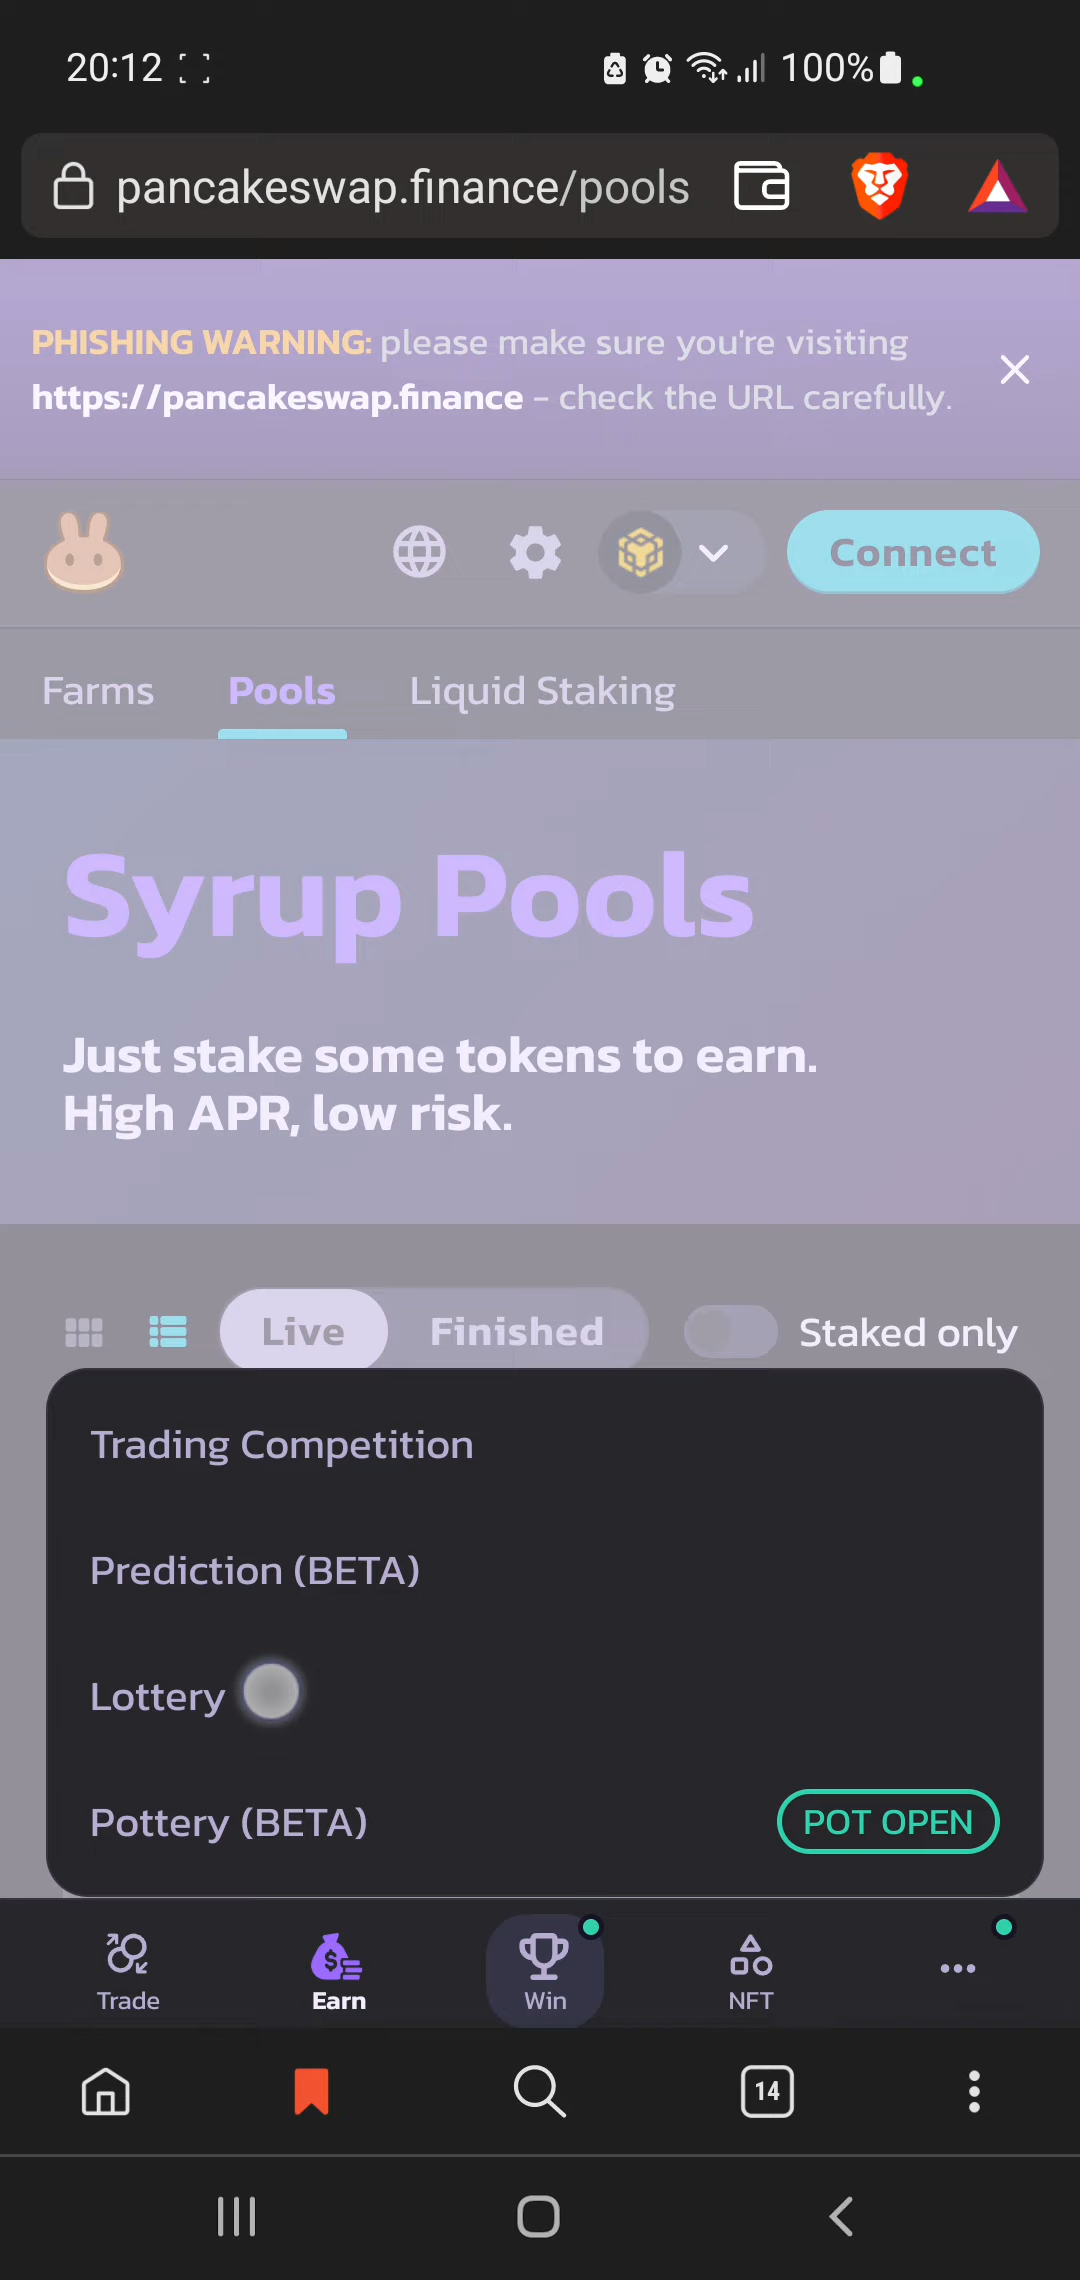 20:12
100%
pancakeswap.finance/pools
PHISHING WARNING: please make sure you're visiting
https://pancakeswap.finance - check the URL carefully.
Connect
Farms Pools Liquid Staking
Syrup Pools
Just stake some tokens to earn.
High APR, low risk.
Live Finished Staked only
Trading Competition
Prediction (BETA)
Lottery
Pottery (BETA) POT OPEN
Trade Earn Win NFT
14